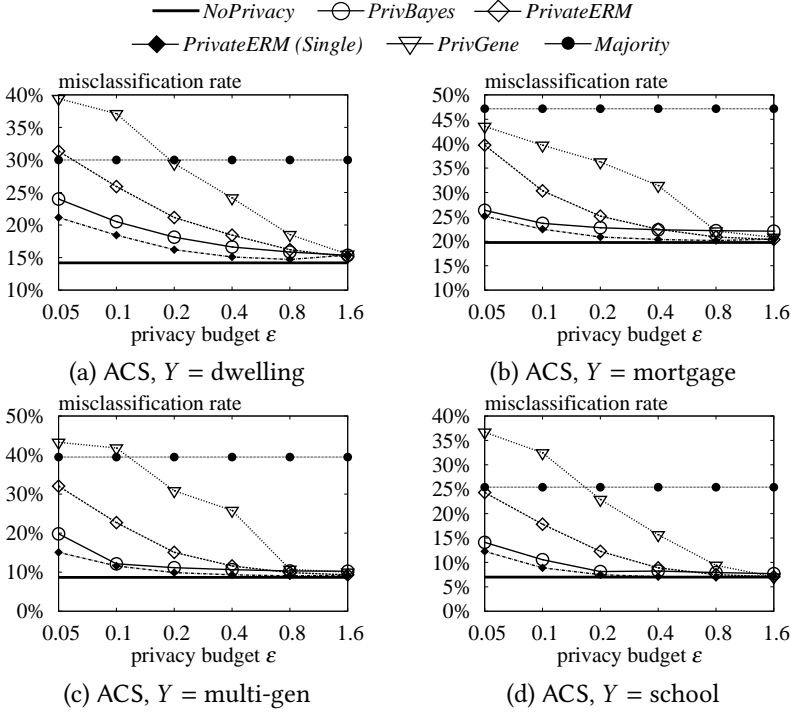 NoPrivacy PrivBayes PrivateERM
PrivateERM (Single) PrivGene Majority
misclassification rate
40%
35%
30%
25%
20%
15%
10%
0.05 0.1 0.2 0.4 0.8 1.6
privacy budget ε
(a) ACS, Y = dwelling
misclassification rate
50%
45%
40%
35%
30%
25%
20%
15%
10%
0.05 0.1 0.2 0.4 0.8 1.6
privacy budget ε
(b) ACS, Y = mortgage
misclassification rate
50%
40%
30%
20%
10%
0%
0.05 0.1 0.2 0.4 0.8 1.6
privacy budget ε
(c) ACS, Y = multi-gen
misclassification rate
40%
35%
30%
25%
20%
15%
10%
5%
0%
0.05 0.1 0.2 0.4 0.8 1.6
privacy budget ε
(d) ACS, Y = school